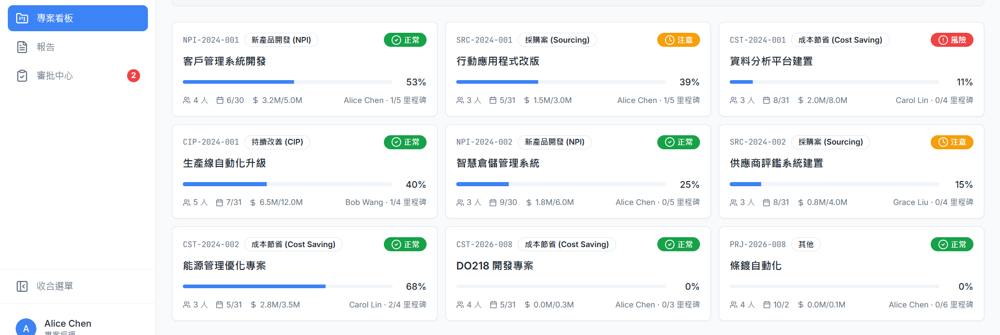 專案看板
報告
審批中心 2
收合選單
A Alice Chen
專案經理
NPI-2024-001 新產品開發 (NPI) 正常
客戶管理系統開發
53%
4 人 6/30 3.2M/5.0M Alice Chen · 1/5 里程碑
SRC-2024-001 採購案 (Sourcing) 注意
行動應用程式改版
39%
3 人 5/31 1.5M/3.0M Alice Chen · 1/5 里程碑
CST-2024-001 成本節省 (Cost Saving) 風險
資料分析平台建置
11%
3 人 8/31 2.0M/8.0M Carol Lin · 0/4 里程碑
CIP-2024-001 持續改善 (CIP) 正常
生產線自動化升級
40%
5 人 7/31 6.5M/12.0M Bob Wang · 1/4 里程碑
NPI-2024-002 新產品開發 (NPI) 正常
智慧倉儲管理系統
25%
3 人 9/30 1.8M/6.0M Alice Chen · 0/5 里程碑
SRC-2024-002 採購案 (Sourcing) 注意
供應商評鑑系統建置
15%
3 人 8/31 0.8M/4.0M Grace Liu · 0/4 里程碑
CST-2024-002 成本節省 (Cost Saving) 正常
能源管理優化專案
68%
3 人 5/31 2.8M/3.5M Carol Lin · 2/4 里程碑
CST-2026-008 成本節省 (Cost Saving) 正常
DO218 開發專案
0%
4 人 5/31 0.0M/0.3M Alice Chen · 0/3 里程碑
PRJ-2026-008 其他 正常
條鍍自動化
0%
4 人 10/2 0.0M/0.1M Alice Chen · 0/6 里程碑